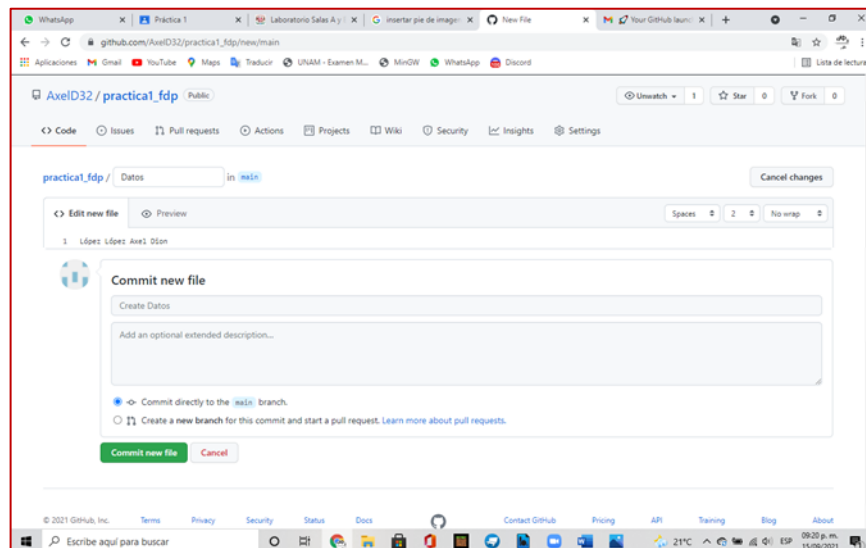 WhatsApp Práctica 1 Laboratorio Salas A y insertar pie de image New File Your GitHub launc
github.com/AxelD32/practica1_fdp/new/main
Aplicaciones Gmail YouTube Maps Traducir UNAM - Examen M... MinGW WhatsApp Discord Lista de lectura
AxelD32 / practica1_fdp Public Unwatch 1 Star 0 Fork 0
Code Issues Pull requests Actions Projects Wiki Security Insights Settings
practica1_fdp / Datos in main Cancel changes
Edit new file Preview Spaces 2 No wrap
1 López López Axel Dion
Commit new file
Create Datos
Add an optional extended description...
Commit directly to the main branch.
Create a new branch for this commit and start a pull request. Learn more about pull requests.
Commit new file Cancel
© 2021 GitHub, Inc. Terms Privacy Security Status Docs Contact GitHub Pricing API Training Blog About
Escribe aquí para buscar 21°C ESP 09:20 p. m.
15/09/2021